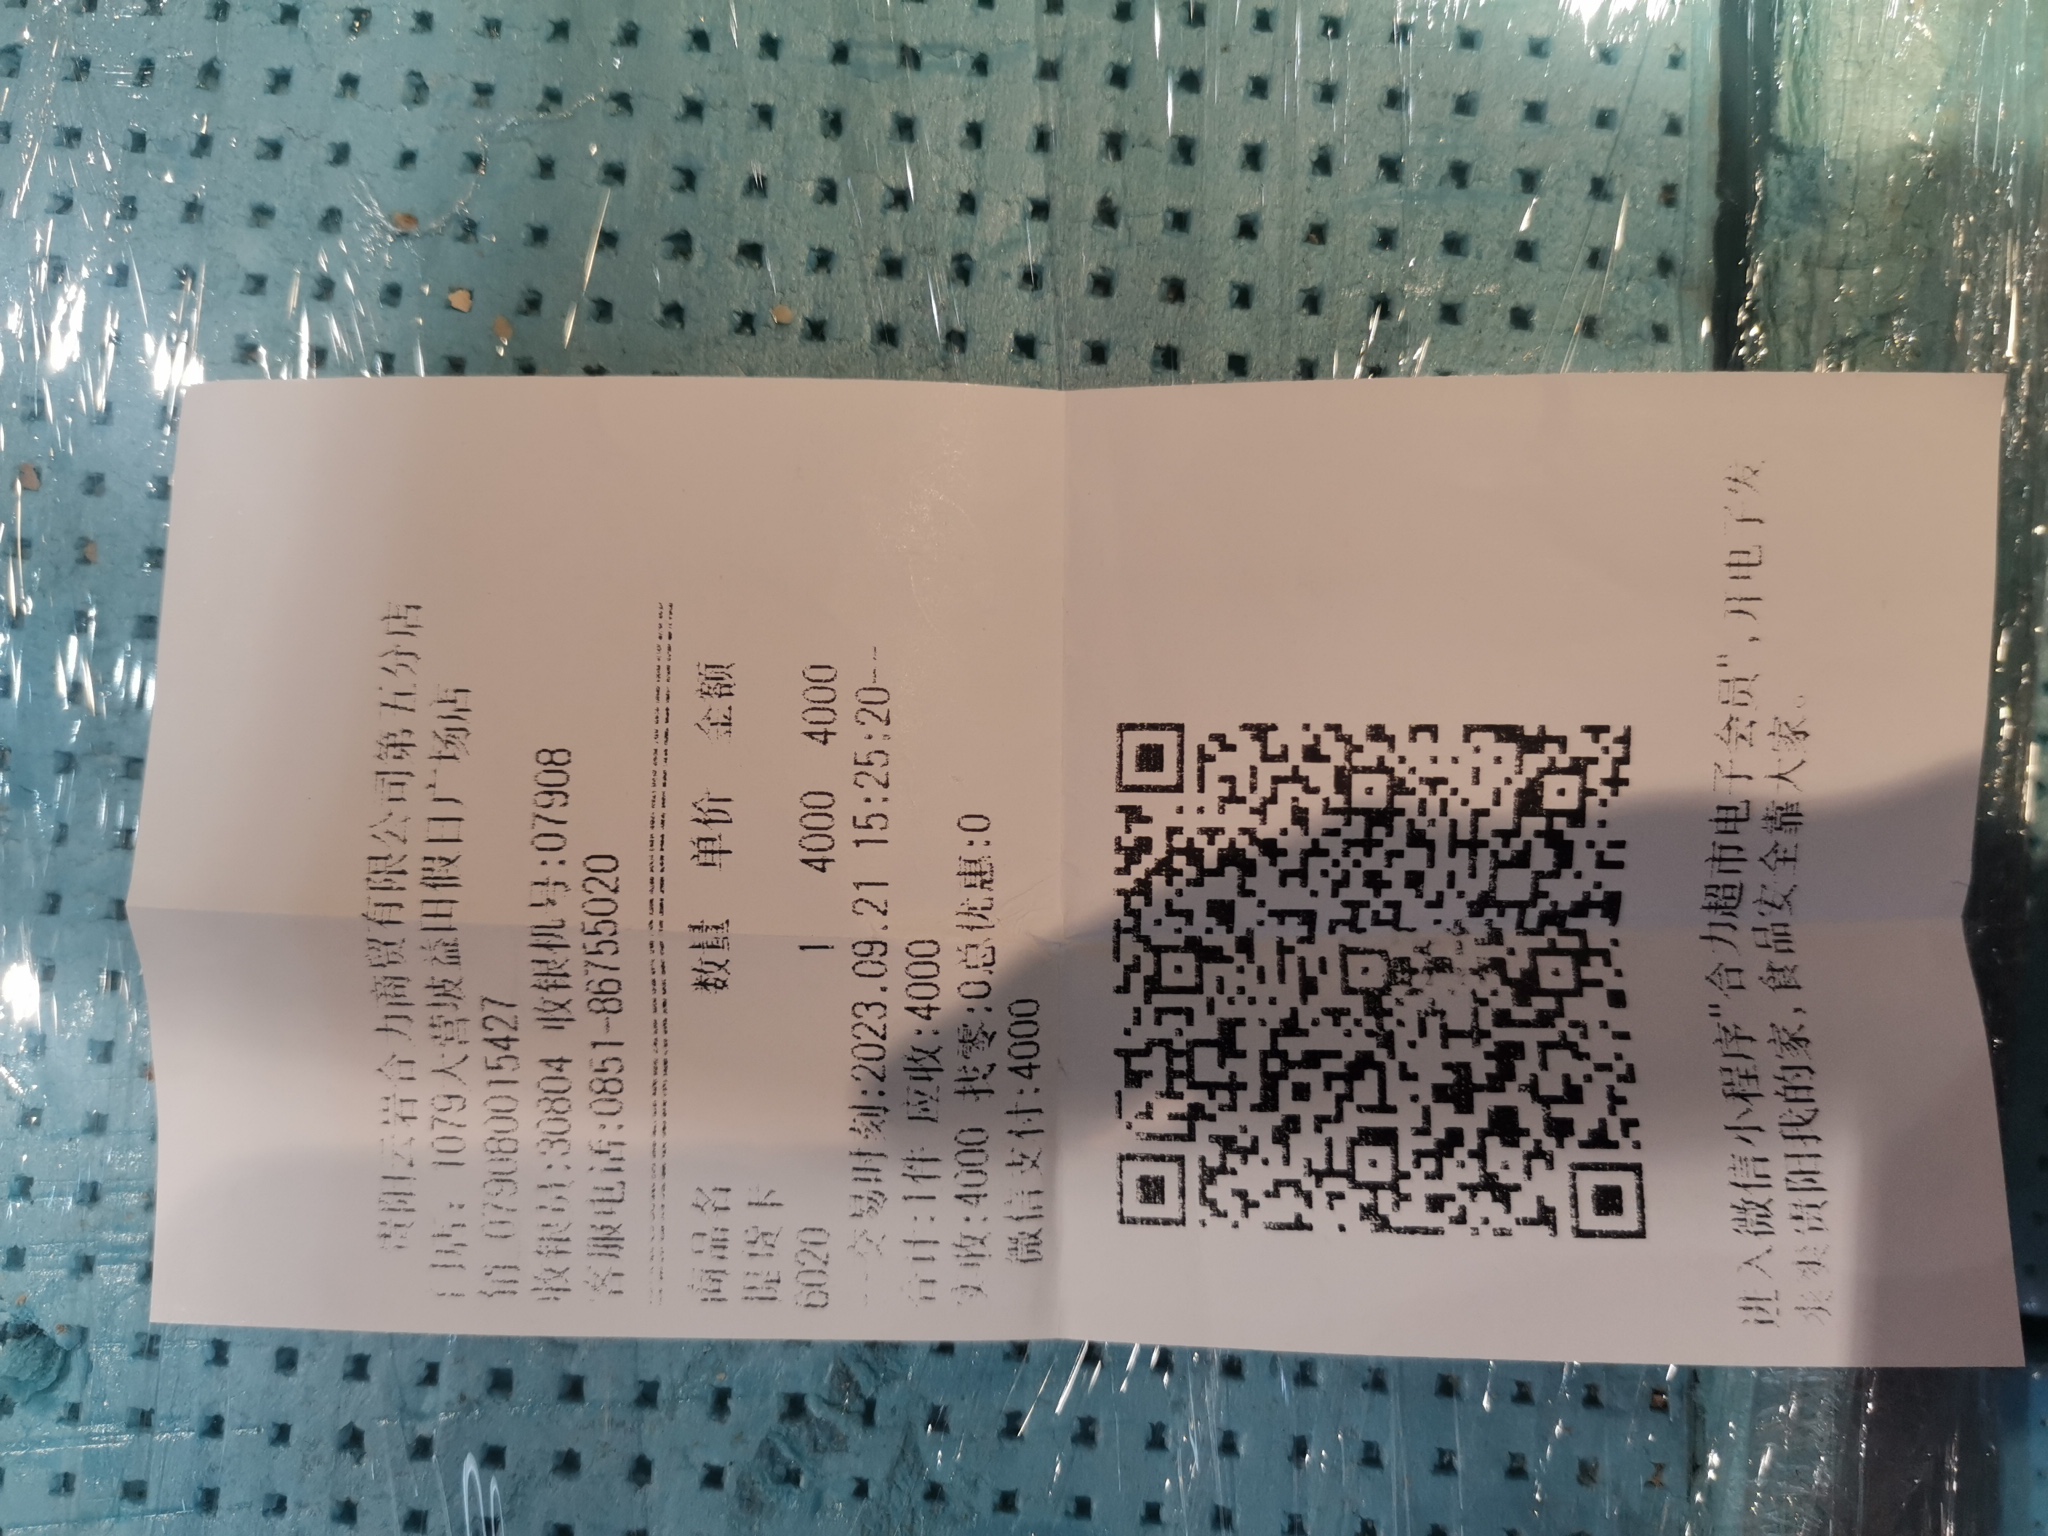 贵阳云岩合力商贸有限公司第五分店
门店: 1079大营坡益田假日广场店
销 0790800015427
收银员:30804 收银机号:07908
客服电话:0851-86755020
商品名 数量 单价 金额
提货卡
6020 1 4000 4000
--交易时刻:2023.09.21 15:25:20--
合计:1件 应收:4000
实收:4000 找零:0总优惠:0
微信支付:4000
进入微信小程序"合力超市电子会员",开电子发
票 贵阳我的家,食品安全靠大家。